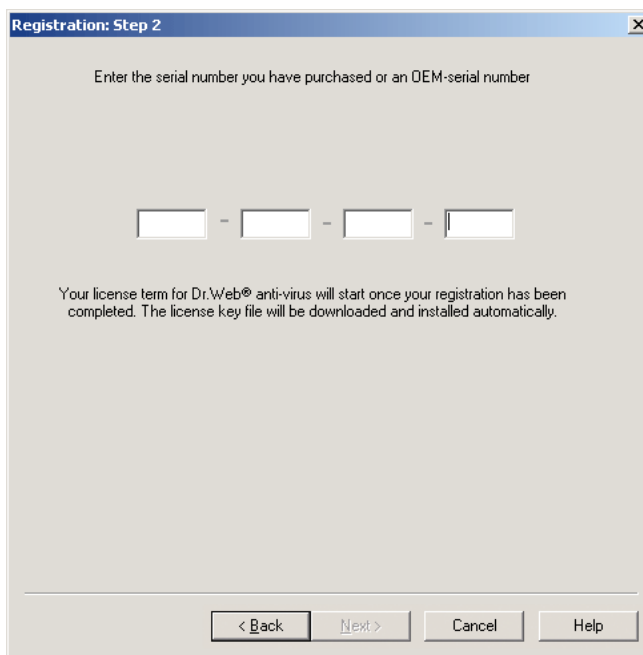 Registration: Step 2
Enter the serial number you have purchased or an OEM-serial number
- - -
Your license term for Dr.Web® anti-virus will start once your registration has been
completed. The license key file will be downloaded and installed automatically.
< Back Next > Cancel Help